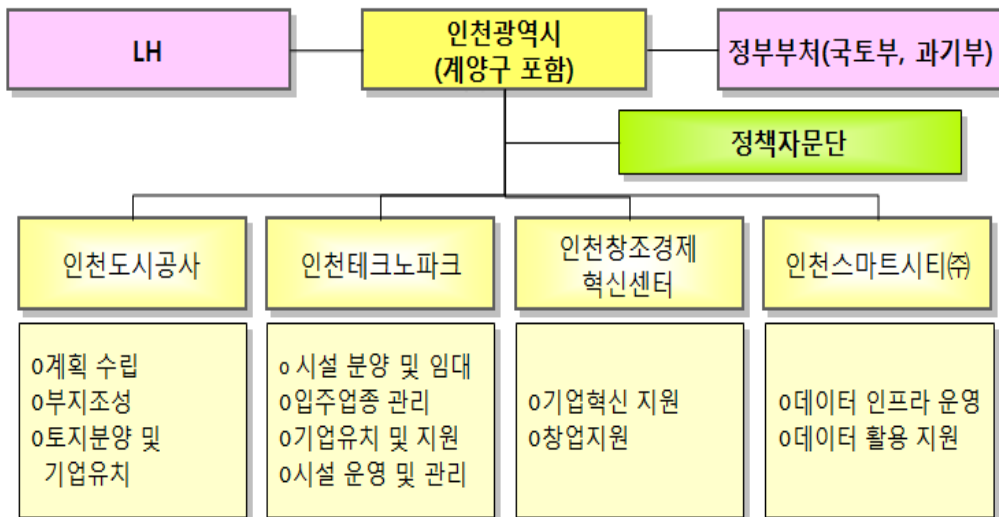 LH
인천광역시
(계양구 포함)
정부부처(국토부, 과기부)
정책자문단
인천도시공사
인천테크노파크
인천창조경제
혁신센터
인천스마트시티㈜
o계획 수립
o부지조성
o토지분양 및
기업유치
o 시설 분양 및 임대
o입주업종 관리
o기업유치 및 지원
o시설 운영 및 관리
o기업혁신 지원
o창업지원
o데이터 인프라 운영
o데이터 활용 지원